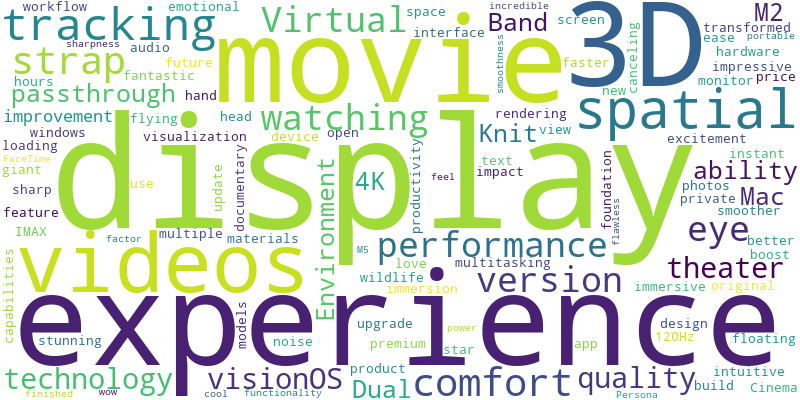 workflow emotional incredible
tracking Virtual space Band screen M2
sharpness interface transformed
strap audio movie 3D ease portable
future smoothness faster canceling hardware
hours fantastic watching new monitor impressive
passthrough hand spatial price
improvement flying head rendering
windows visualization open Knit view excitement
loading device productivity text foundation instant
FaceTime display impact ability
giant documentary feel photos
sharp use update 4K private Mac
feature Environment flawless smoother
IMAX factor multiple materials M5 performance eye better
videos love multitasking theater boost
capabilities wildlife version immersive original
models immersion
experience
stunning noise upgrade power design 120Hz floating
premium star app
technology visionOS product comfort quality intuitive
Dual build Cinema
finished wow cool functionality Persona